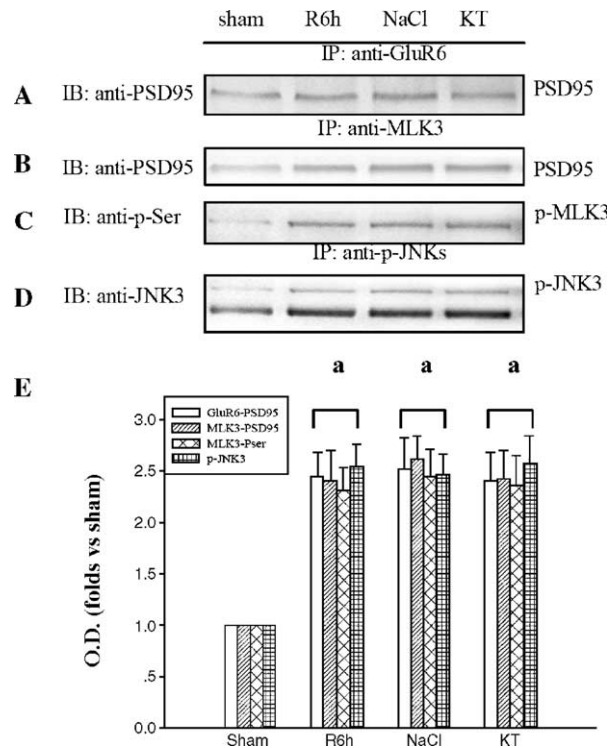 sham R6h NaCl KT
IP: anti-GluR6
A IB: anti-PSD95 PSD95
IP: anti-MLK3
B IB: anti-PSD95 PSD95
C IB: anti-p-Ser p-MLK3
IP: anti-p-JNKs
D IB: anti-JNK3 p-JNK3
E
a a a
GluR6-PSD95
MLK3-PSD95
MLK3-Pser
p-JNK3
3.0
2.5
2.0
1.5
1.0
.5
0.0
O.D. (folds vs sham)
Sham R6h NaCl KT